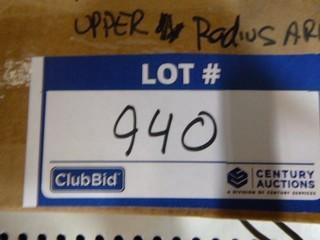 UPPER Radius AR
LOT #
940
ClubBid
CENTURY
AUCTIONS
A DIVISION OF CENTURY SERVICES